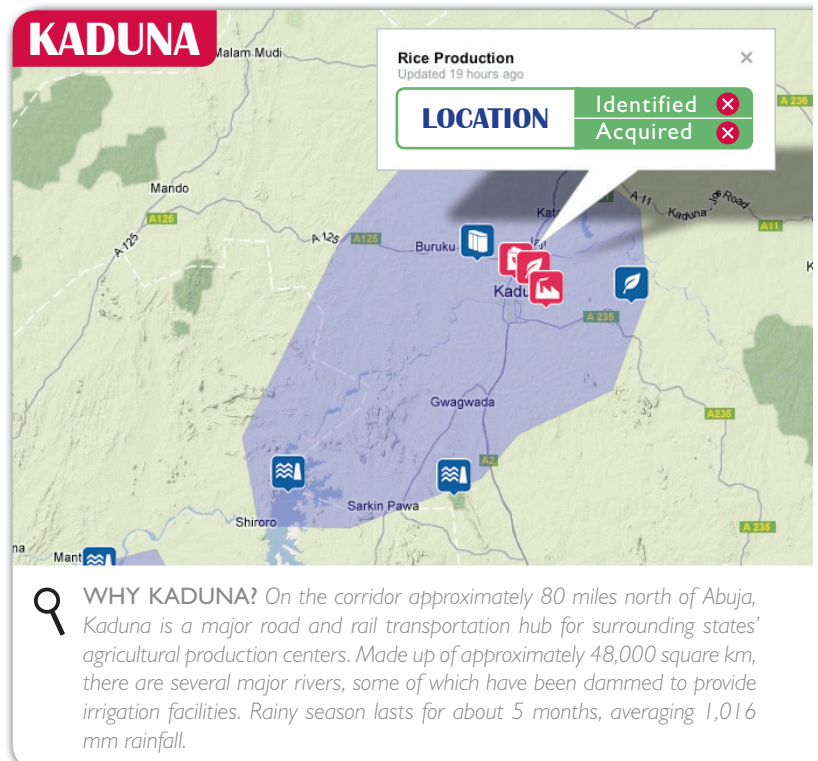 KADUNA
Malam Mudi
Rice Production
Updated 19 hours ago
LOCATION
Identified
Acquired
A 236
Mando
A125
A 125
A 125
A125
Buruku
Kaduna
A 11
Kaduna - Jos Road
A11
Jaji
A 235
Gwagwada
A235
A2
Sarkin Pawa
Shiroro
A 235
WHY KADUNA? On the corridor approximately 80 miles north of Abuja,
Kaduna is a major road and rail transportation hub for surrounding states'
agricultural production centers. Made up of approximately 48,000 square km,
there are several major rivers, some of which have been dammed to provide
irrigation facilities. Rainy season lasts for about 5 months, averaging 1,016
mm rainfall.